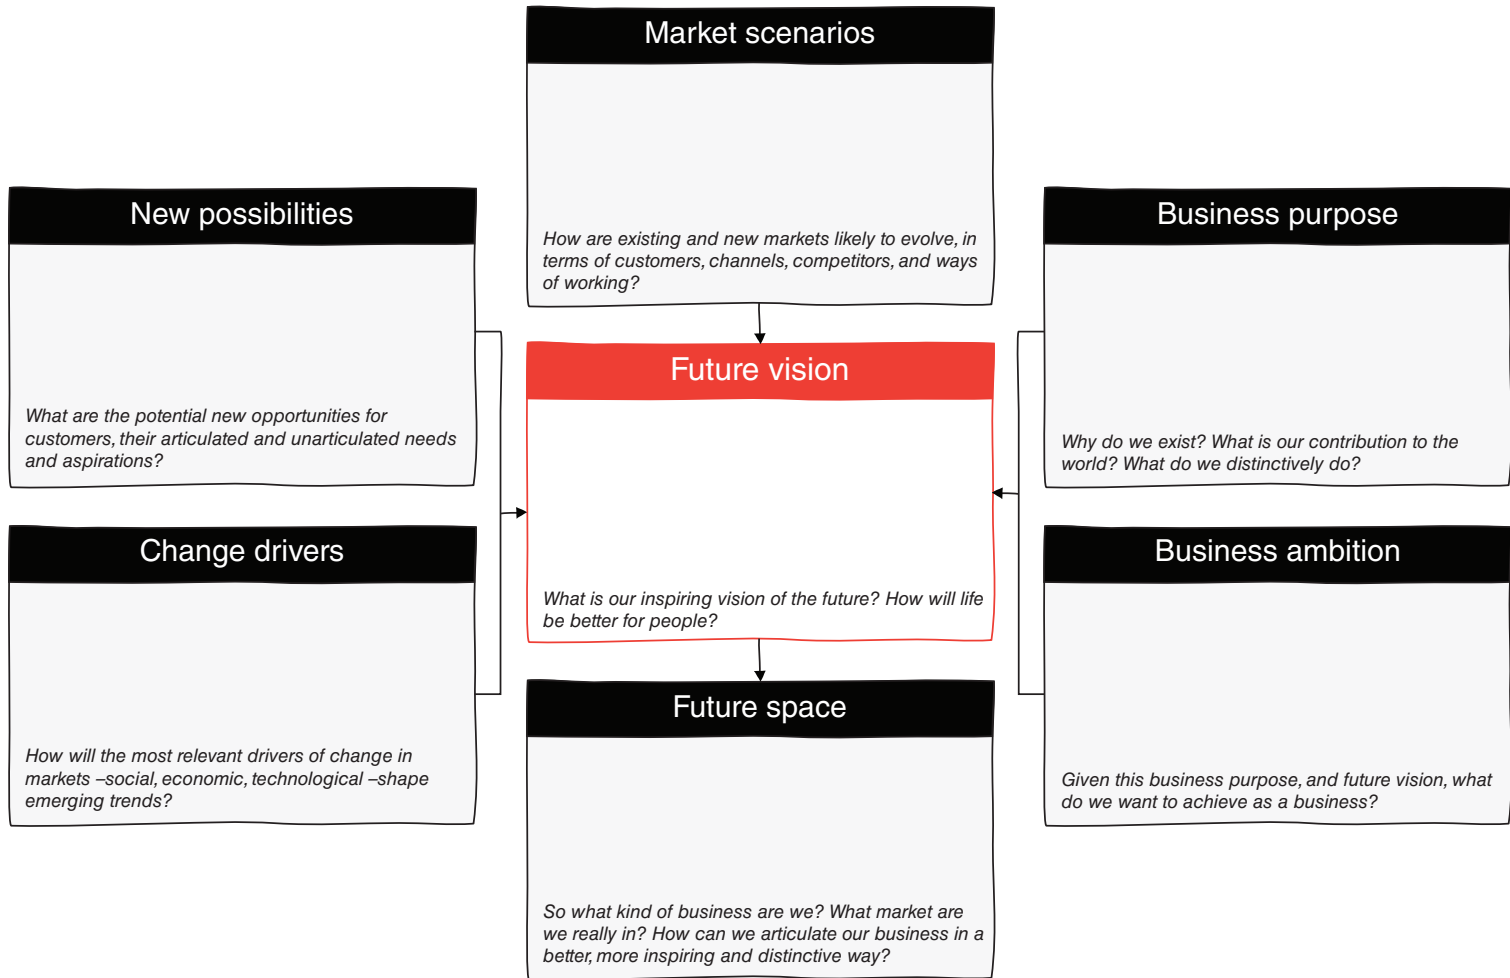 Market scenarios
How are existing and new markets likely to evolve, in
terms of customers, channels, competitors, and ways
of working?
New possibilities
What are the potential new opportunities for
customers, their articulated and unarticulated needs
and aspirations?
Business purpose
Why do we exist? What is our contribution to the
world? What do we distinctively do?
Future vision
What is our inspiring vision of the future? How will life
be better for people?
Change drivers
How will the most relevant drivers of change in
markets –social, economic, technological –shape
emerging trends?
Business ambition
Given this business purpose, and future vision, what
do we want to achieve as a business?
Future space
So what kind of business are we? What market are
we really in? How can we articulate our business in a
better, more inspiring and distinctive way?